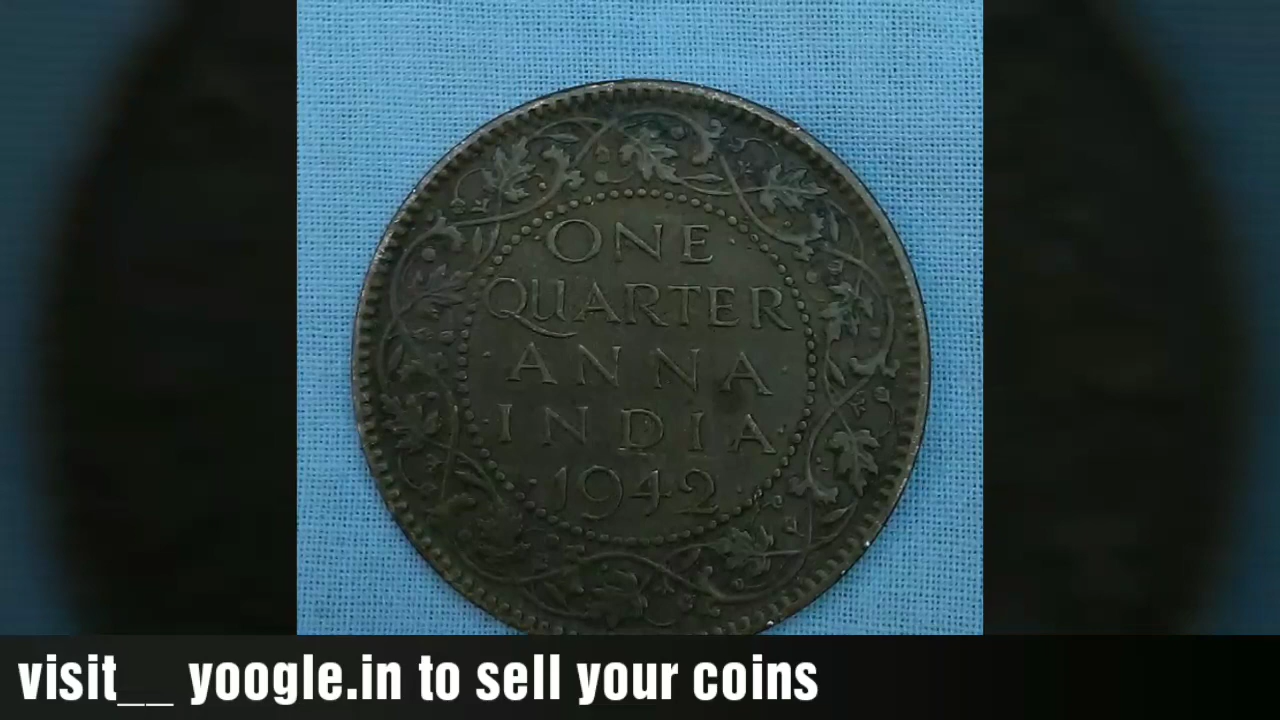 ONE
QUARTER
ANNA
INDIA
1942
visit__ yoogle.in to sell your coins